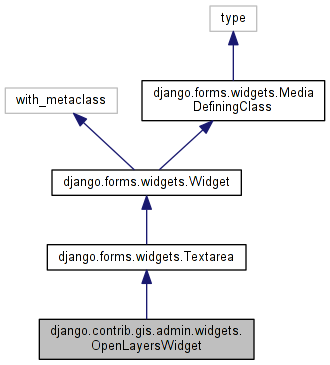 type
with_metaclass
django.forms.widgets.Media
DefiningClass
django.forms.widgets.Widget
django.forms.widgets.Textarea
django.contrib.gis.admin.widgets.
OpenLayersWidget